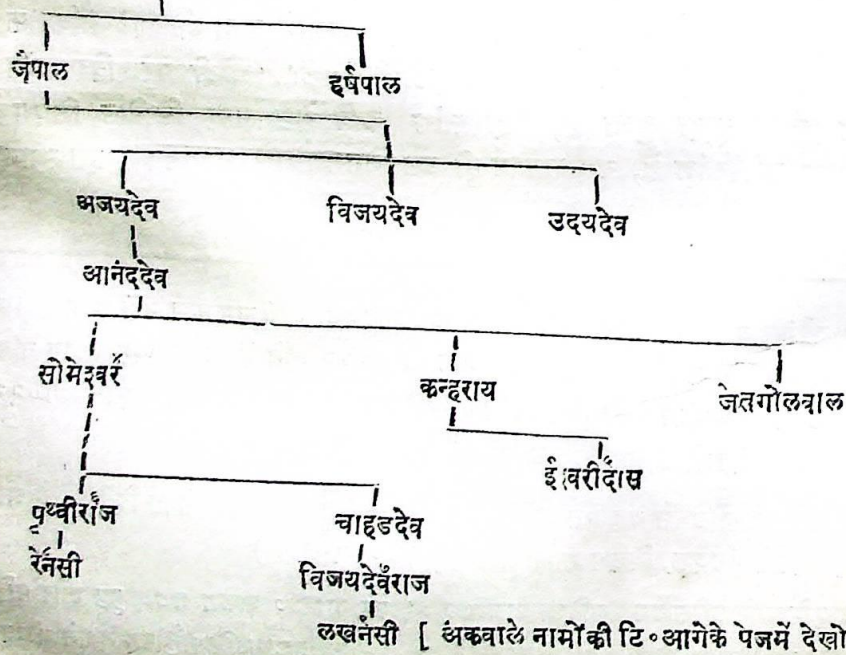 जैपाल हर्षपाल
अजयदेव विजयदेव उदयदेव
आनंददेव
सोमेश्वर कन्हराय जेतगोलवाल
ईश्वरीदास
पृथ्वीराज चाहडदेव
रेनसी विजयदेवराज
लखनसी [ अंकवाले नामोंकी टि॰ आगेके पेजमें देखो